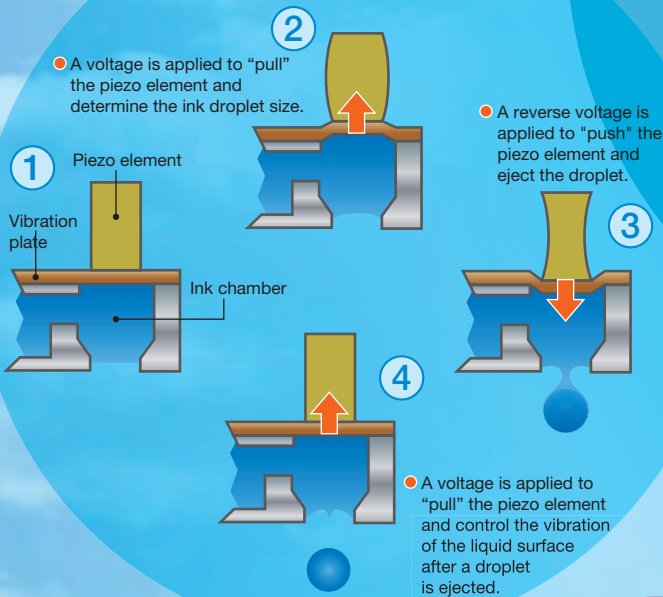 1
Piezo element
Vibration
plate
Ink chamber
2
A voltage is applied to “pull”
the piezo element and
determine the ink droplet size.
3
A reverse voltage is
applied to "push" the
piezo element and
eject the droplet.
4
A voltage is applied to
“pull” the piezo element
and control the vibration
of the liquid surface
after a droplet
is ejected.